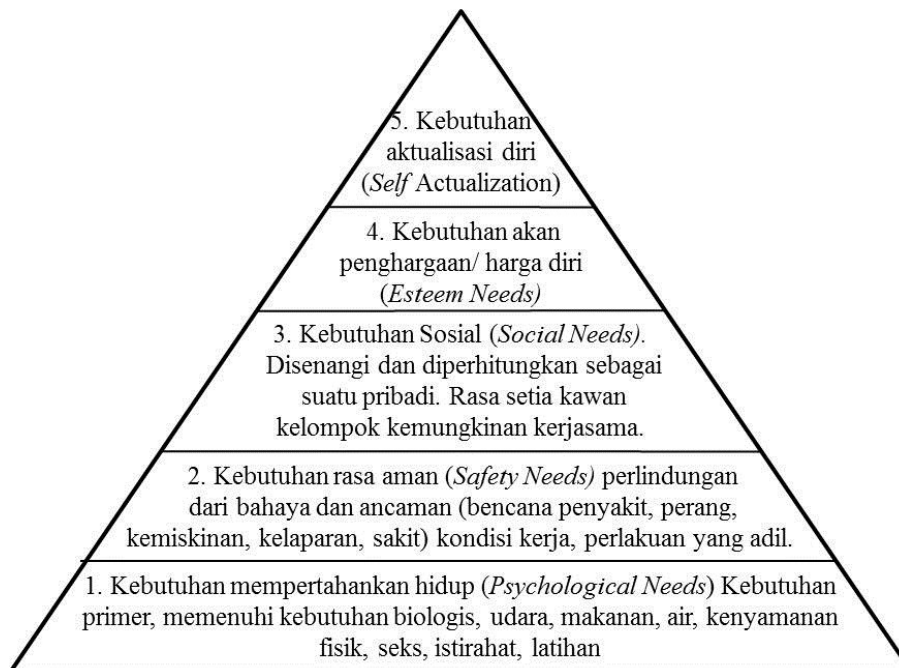 5. Kebutuhan
aktualisasi diri
(Self Actualization)
4. Kebutuhan akan
penghargaan/ harga diri
(Esteem Needs)
3. Kebutuhan Sosial (Social Needs).
Disenangi dan diperhitungkan sebagai
suatu pribadi. Rasa setia kawan
kelompok kemungkinan kerjasama.
2. Kebutuhan rasa aman (Safety Needs) perlindungan
dari bahaya dan ancaman (bencana penyakit, perang,
kemiskinan, kelaparan, sakit) kondisi kerja, perlakuan yang adil.
1. Kebutuhan mempertahankan hidup (Psychological Needs) Kebutuhan
primer, memenuhi kebutuhan biologis, udara, makanan, air, kenyamanan
fisik, seks, istirahat, latihan